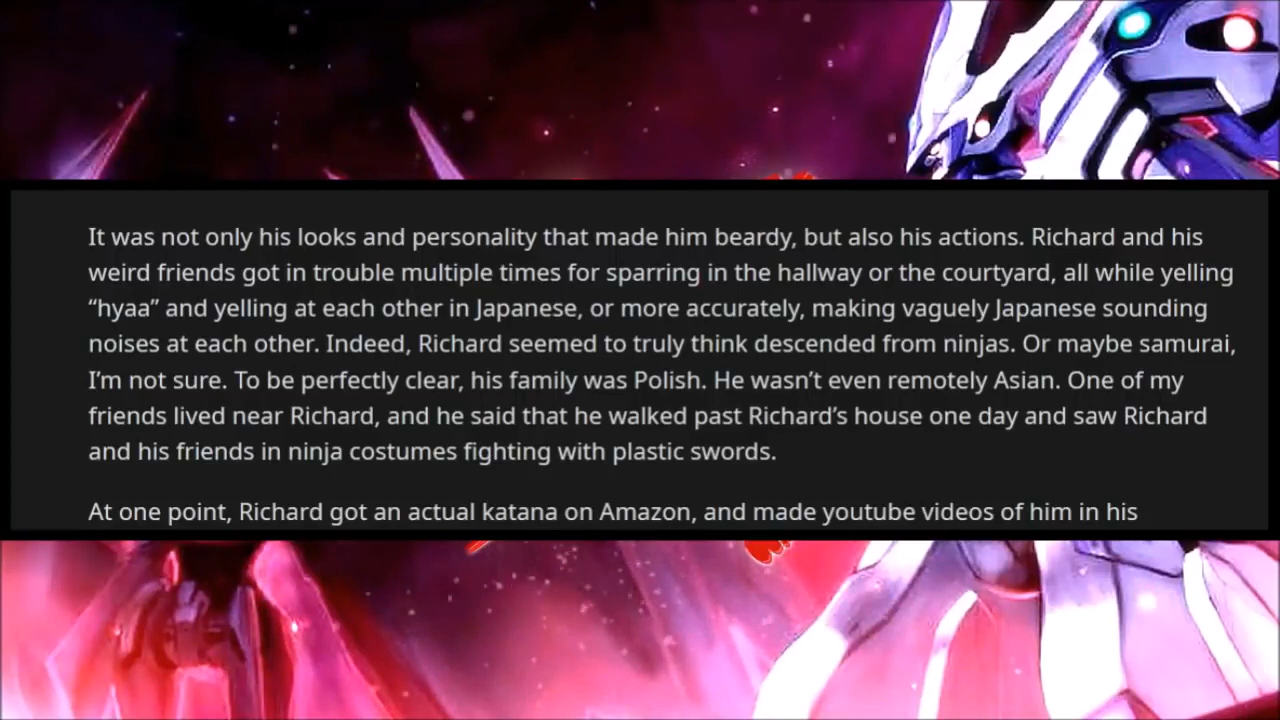 It was not only his looks and personality that made him beardy, but also his actions. Richard and his
weird friends got in trouble multiple times for sparring in the hallway or the courtyard, all while yelling
“hyaa” and yelling at each other in Japanese, or more accurately, making vaguely Japanese sounding
noises at each other. Indeed, Richard seemed to truly think descended from ninjas. Or maybe samurai,
I’m not sure. To be perfectly clear, his family was Polish. He wasn’t even remotely Asian. One of my
friends lived near Richard, and he said that he walked past Richard’s house one day and saw Richard
and his friends in ninja costumes fighting with plastic swords.
At one point, Richard got an actual katana on Amazon, and made youtube videos of him in his